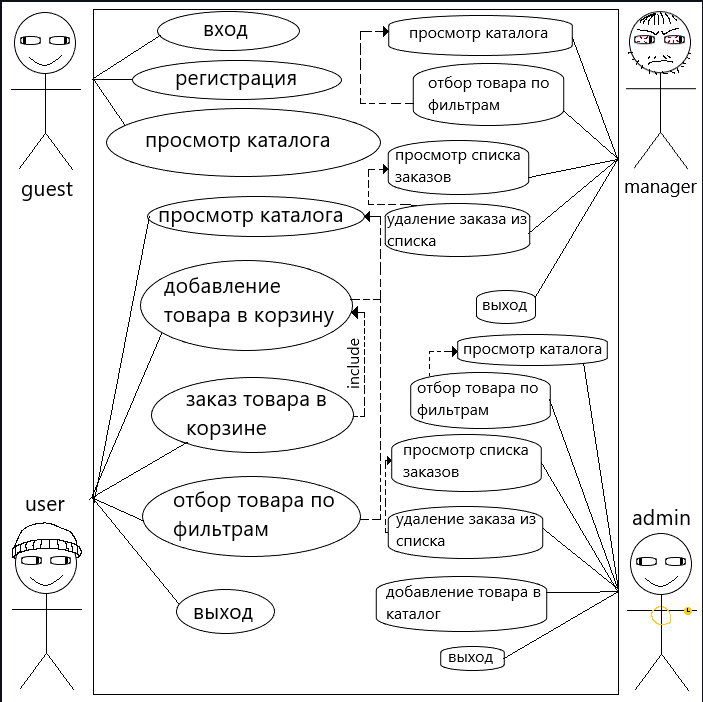 вход
регистрация
просмотр каталога
guest
просмотр каталога
добавление
товара в корзину
include
заказ товара в
корзине
отбор товара по
фильтрам
user
выход
просмотр каталога
отбор товара по
фильтрам
просмотр списка
заказов
удаление заказа из
списка
выход
manager
просмотр каталога
отбор товара по
фильтрам
просмотр списка
заказов
удаление заказа из
списка
добавление товара в
каталог
выход
admin